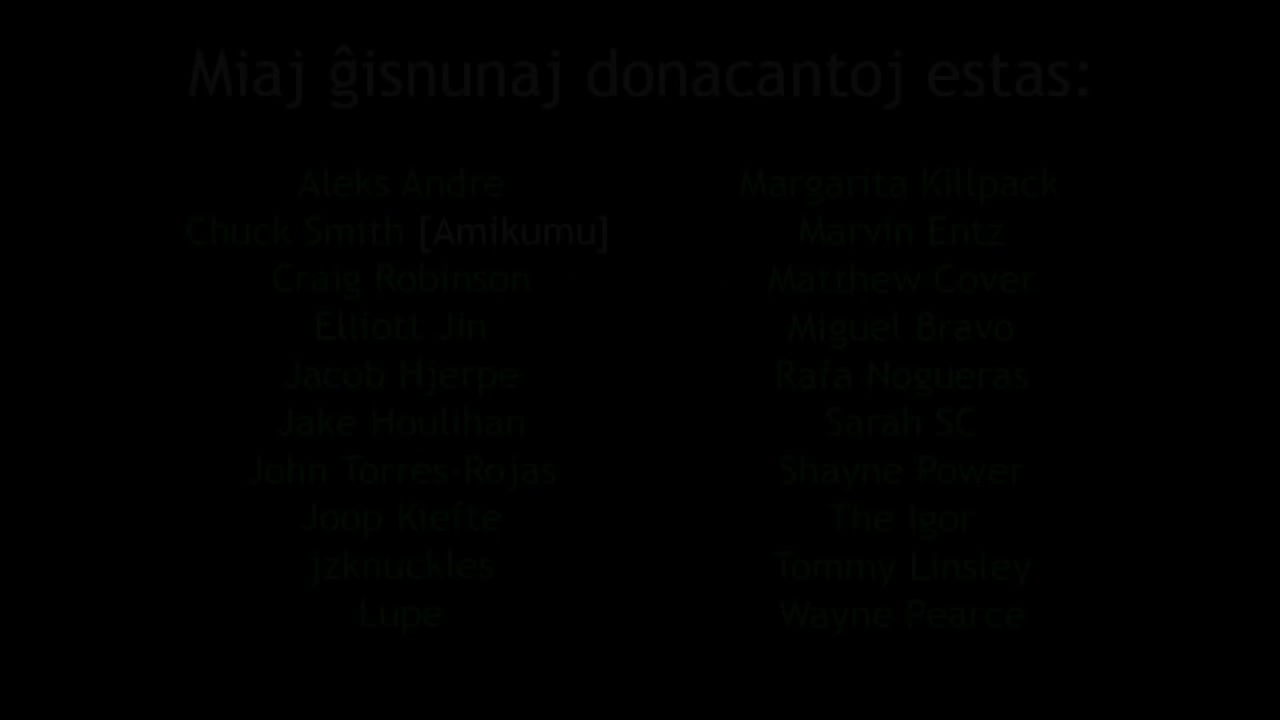 Miaj ĝisnunaj donacantoj estas:
Aleks Andre
Chuck Smith [Amikumu]
Craig Robinson
Elliott Jin
Jacob Hjerpe
Jake Houlihan
John Torres-Rojas
Joop Kiefte
jzknuckles
Lupe
Margarita Killpack
Marvin Entz
Matthew Cover
Miguel Bravo
Rafa Nogueras
Sarah SC
Shayne Power
The Igor
Tommy Linsley
Wayne Pearce